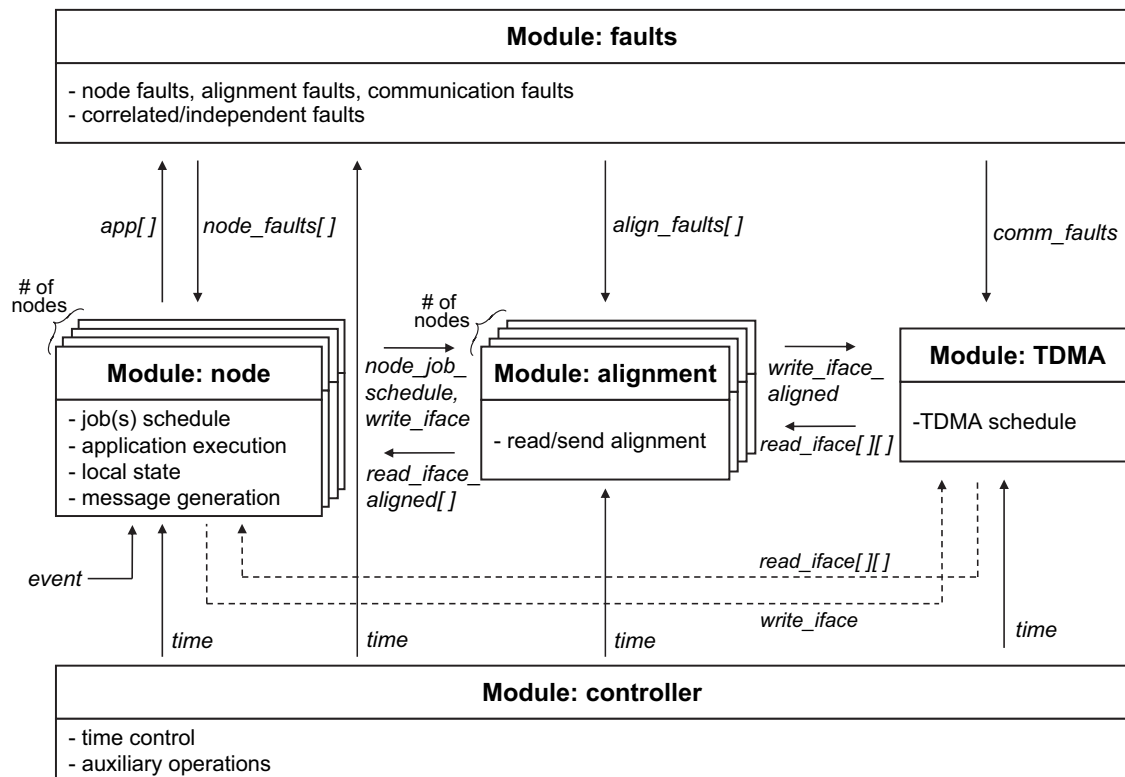 Module: faults
- node faults, alignment faults, communication faults
- correlated/independent faults
app[ ]
node_faults[ ]
align_faults[ ]
comm_faults
# of
nodes
# of
nodes
Module: node
- job(s) schedule
- application execution
- local state
- message generation
node_job_
schedule,
write_iface
read_iface_
aligned[ ]
Module: alignment
- read/send alignment
write_iface_
aligned
read_iface[ ][ ]
Module: TDMA
-TDMA schedule
event
read_iface[ ][ ]
write_iface
time
time
time
time
Module: controller
- time control
- auxiliary operations